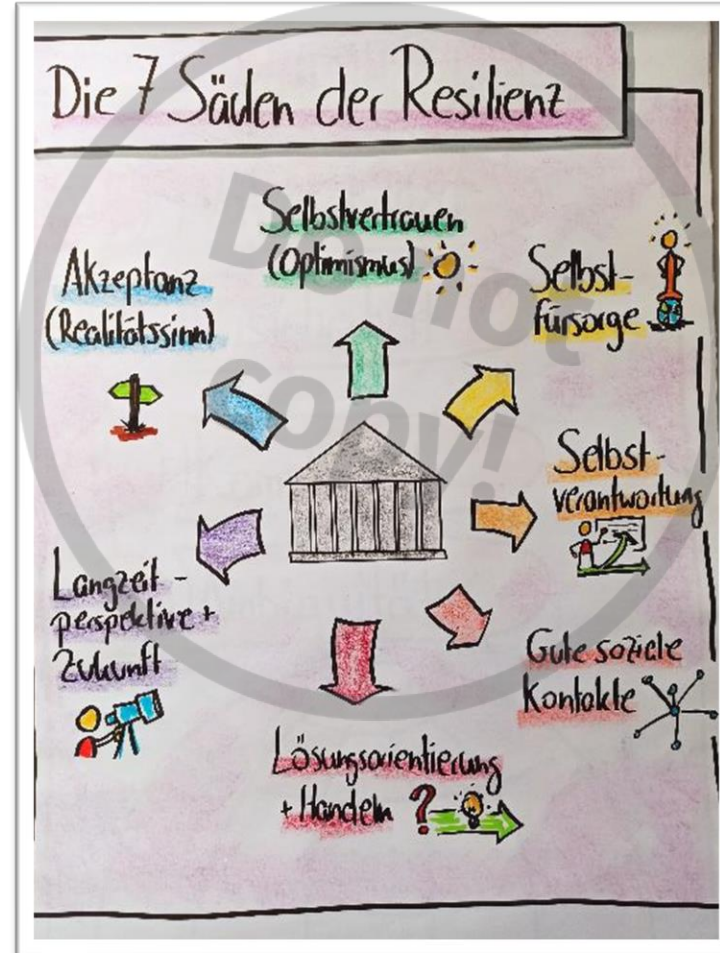 Die 7 Säulen der Resilienz
Selbstvertrauen
(Optimismus)
Akzeptanz
(Realitätssinn)
Selbst-
fürsorge
Selbst-
verantwortung
Gute soziale
Kontakte
Lösungsorientierung
+ Handeln ?
Langzeit-
perspektive +
Zukunft
Do not
copy!